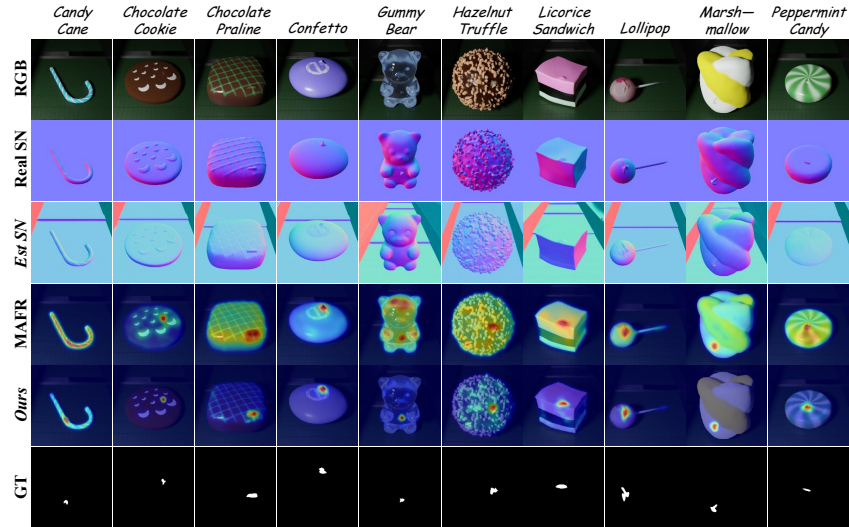 Candy Chocolate Chocolate Confetto Gummy Hazelnut Licorice Lollipop Marsh— Peppermint
Cane Cookie Praline Bear Truffle Sandwich mallow Candy
RGB
Real SN
Est SN
MAFR
Ours
GT